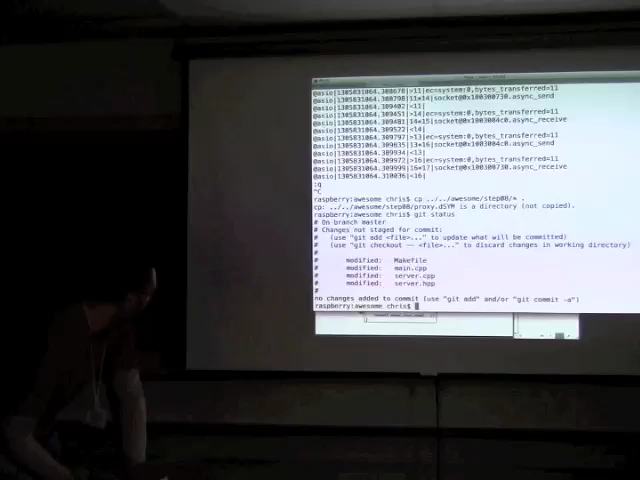 @asio|1305831064.308678|>11|ec=system:0,bytes_transferred=11
@asio|1305831064.308798|11*14|socket@0x100300730.async_send
@asio|1305831064.309402|<11|
@asio|1305831064.309451|>14|ec=system:0,bytes_transferred=11
@asio|1305831064.309481|14*15|socket@0x1003004c0.async_receive
@asio|1305831064.309522|<14|
@asio|1305831064.309797|>13|ec=system:0,bytes_transferred=11
@asio|1305831064.309835|13*16|socket@0x1003004c0.async_send
@asio|1305831064.309934|<13|
@asio|1305831064.309972|>16|ec=system:0,bytes_transferred=11
@asio|1305831064.309999|16*17|socket@0x100300730.async_receive
@asio|1305831064.310036|<16|
:q
^C
raspberry:awesome chris$ cp ../../awesome/step08/* .
cp: ../../awesome/step08/proxy.dSYM is a directory (not copied).
raspberry:awesome chris$ git status
# On branch master
# Changes not staged for commit:
#   (use "git add <file>..." to update what will be committed)
#   (use "git checkout -- <file>..." to discard changes in working directory)
#
#       modified:   Makefile
#       modified:   main.cpp
#       modified:   server.cpp
#       modified:   server.hpp
#
no changes added to commit (use "git add" and/or "git commit -a")
raspberry:awesome chris$